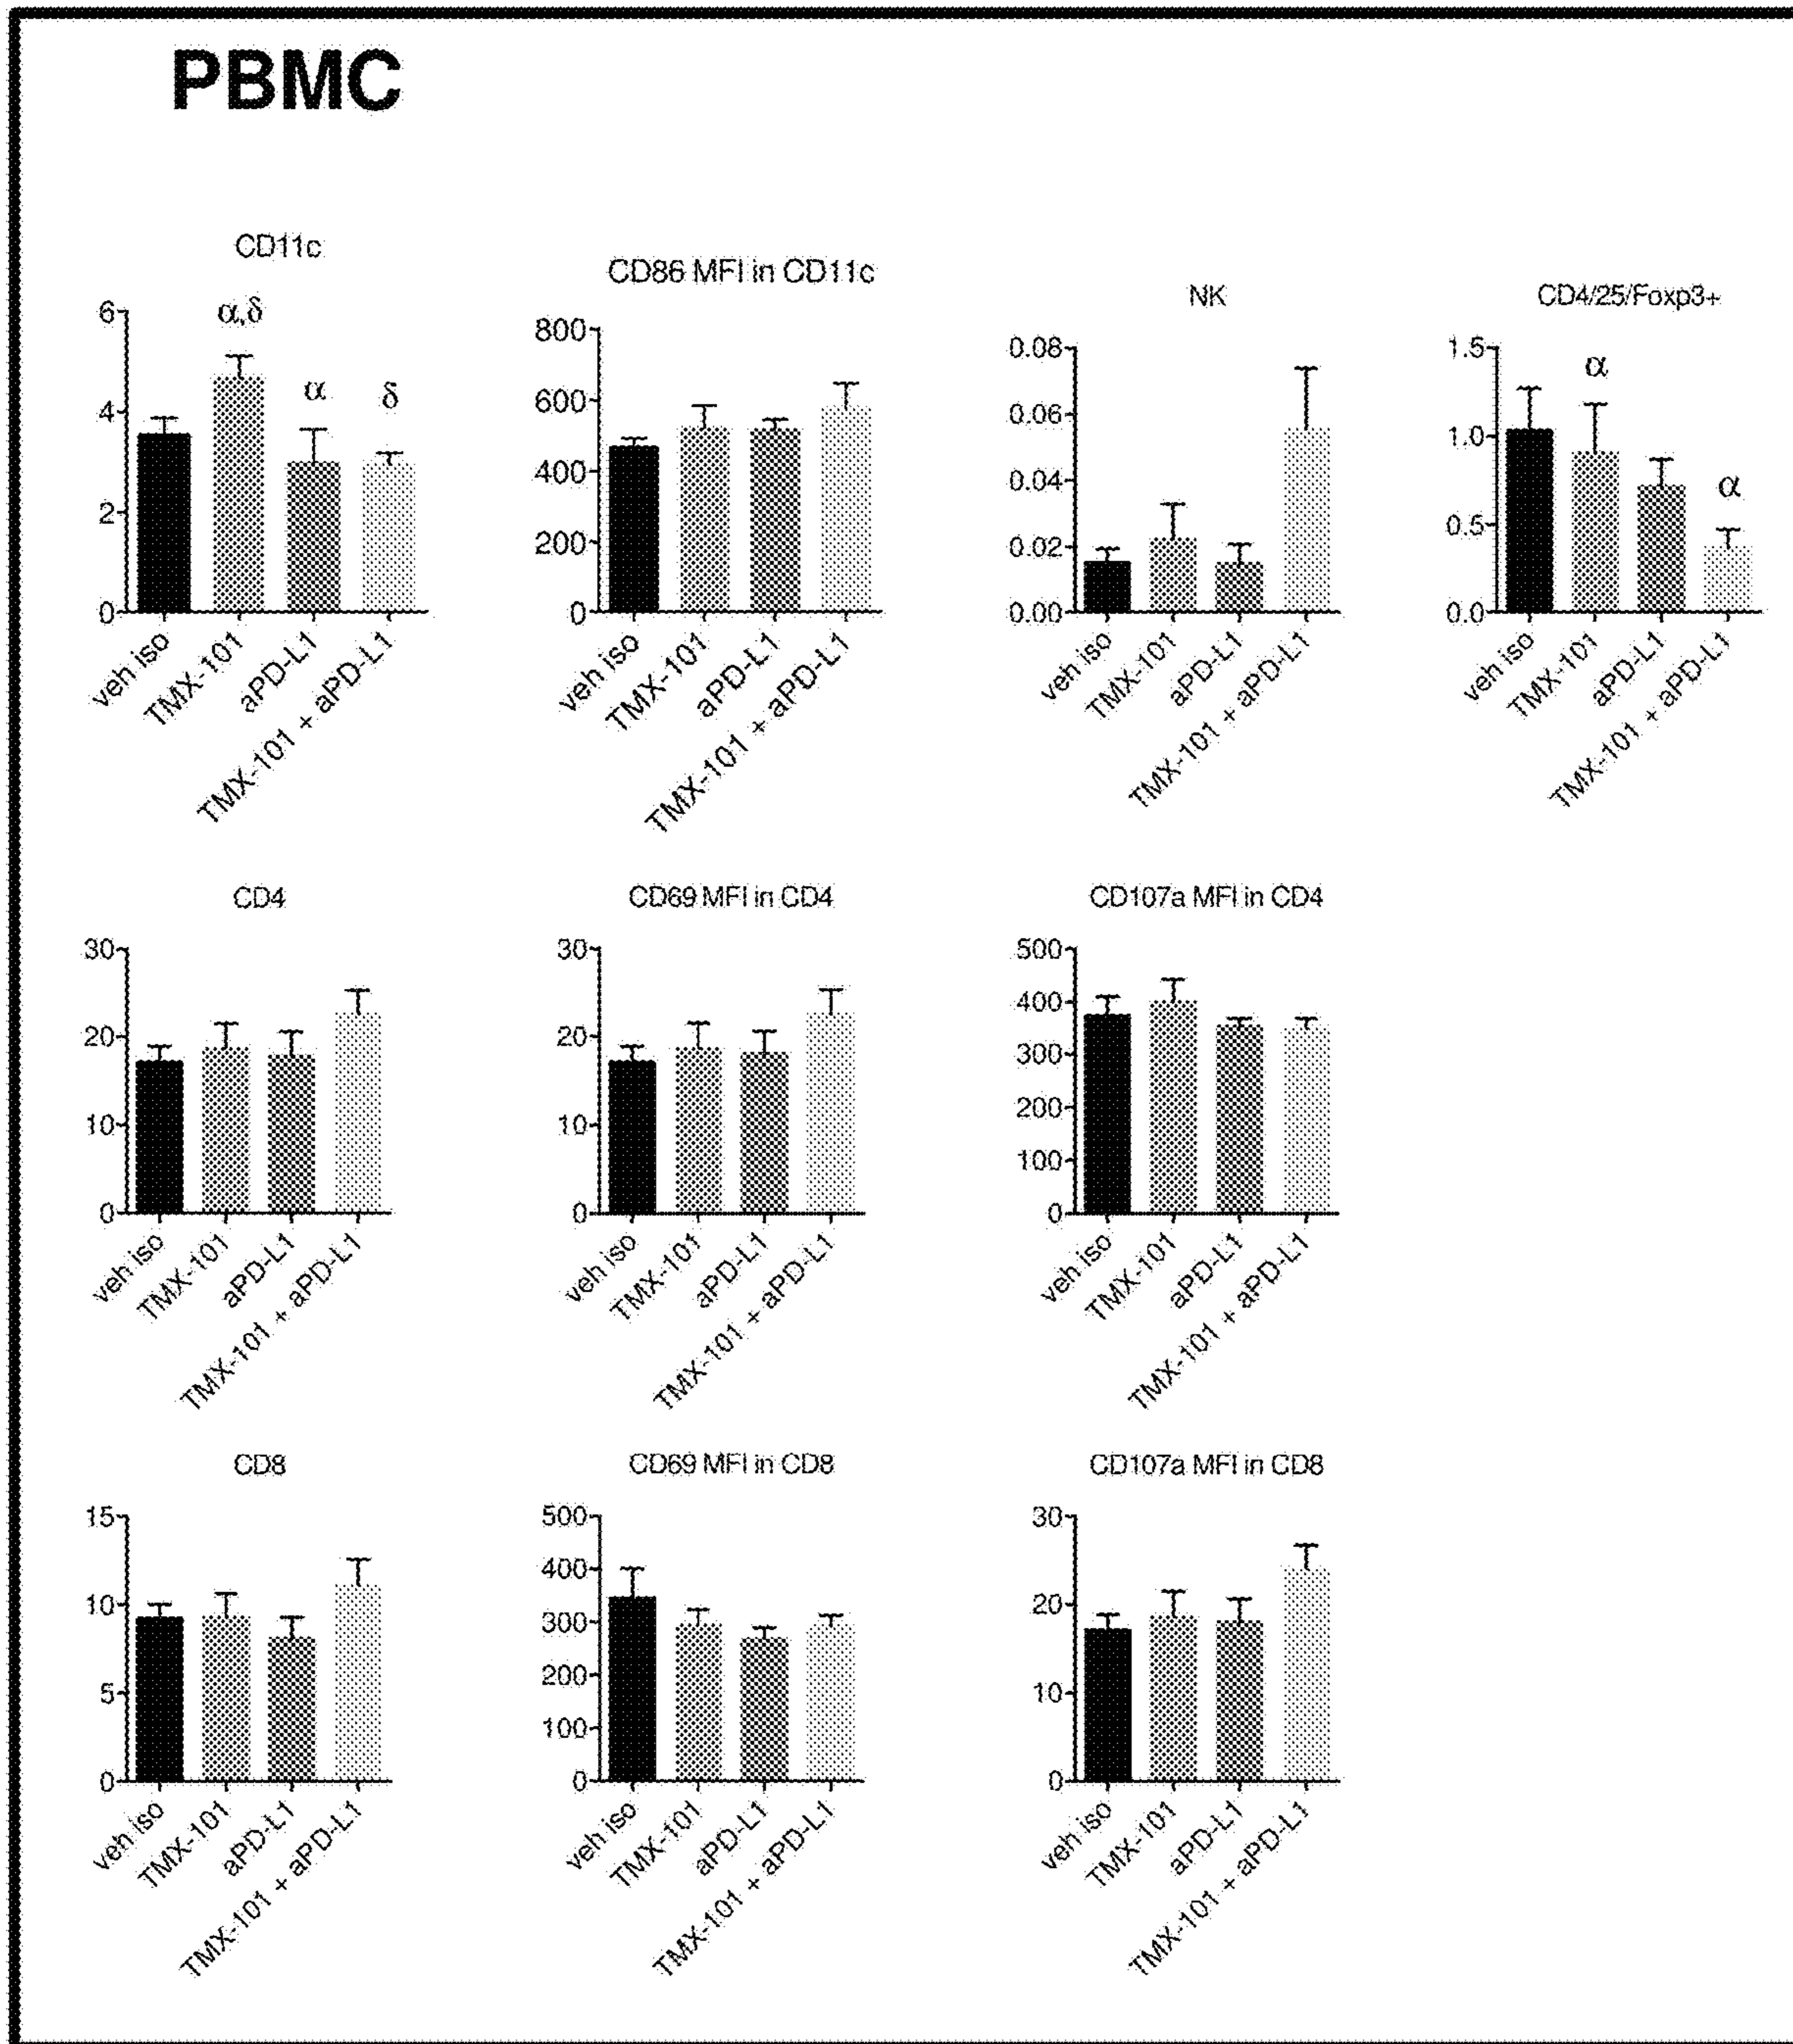 PBMC
CD11c
6
4
2
0
α,δ
α
δ
veh iso
TMX-101
aPD-L1
TMX-101 + aPD-L1
CD86 MFI in CD11c
800
600
400
200
0
veh iso
TMX-101
aPD-L1
TMX-101 + aPD-L1
NK
0.08
0.06
0.04
0.02
0.00
veh iso
TMX-101
aPD-L1
TMX-101 + aPD-L1
CD4/25/Foxp3+
1.5
1.0
0.5
0.0
α
α
veh iso
TMX-101
aPD-L1
TMX-101 + aPD-L1
CD4
30
20
10
0
veh iso
TMX-101
aPD-L1
TMX-101 + aPD-L1
CD69 MFI in CD4
30
20
10
0
veh iso
TMX-101
aPD-L1
TMX-101 + aPD-L1
CD107a MFI in CD4
500
400
300
200
100
0
veh iso
TMX-101
aPD-L1
TMX-101 + aPD-L1
CD8
15
10
5
0
veh iso
TMX-101
aPD-L1
TMX-101 + aPD-L1
CD69 MFI in CD8
500
400
300
200
100
0
veh iso
TMX-101
aPD-L1
TMX-101 + aPD-L1
CD107a MFI in CD8
30
20
10
0
veh iso
TMX-101
aPD-L1
TMX-101 + aPD-L1